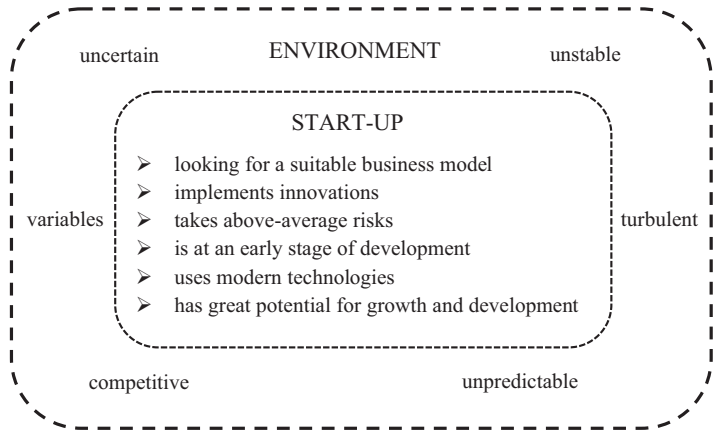 uncertain ENVIRONMENT unstable
START-UP
➢ looking for a suitable business model
➢ implements innovations
variables ➢ takes above-average risks turbulent
➢ is at an early stage of development
➢ uses modern technologies
➢ has great potential for growth and development
competitive unpredictable